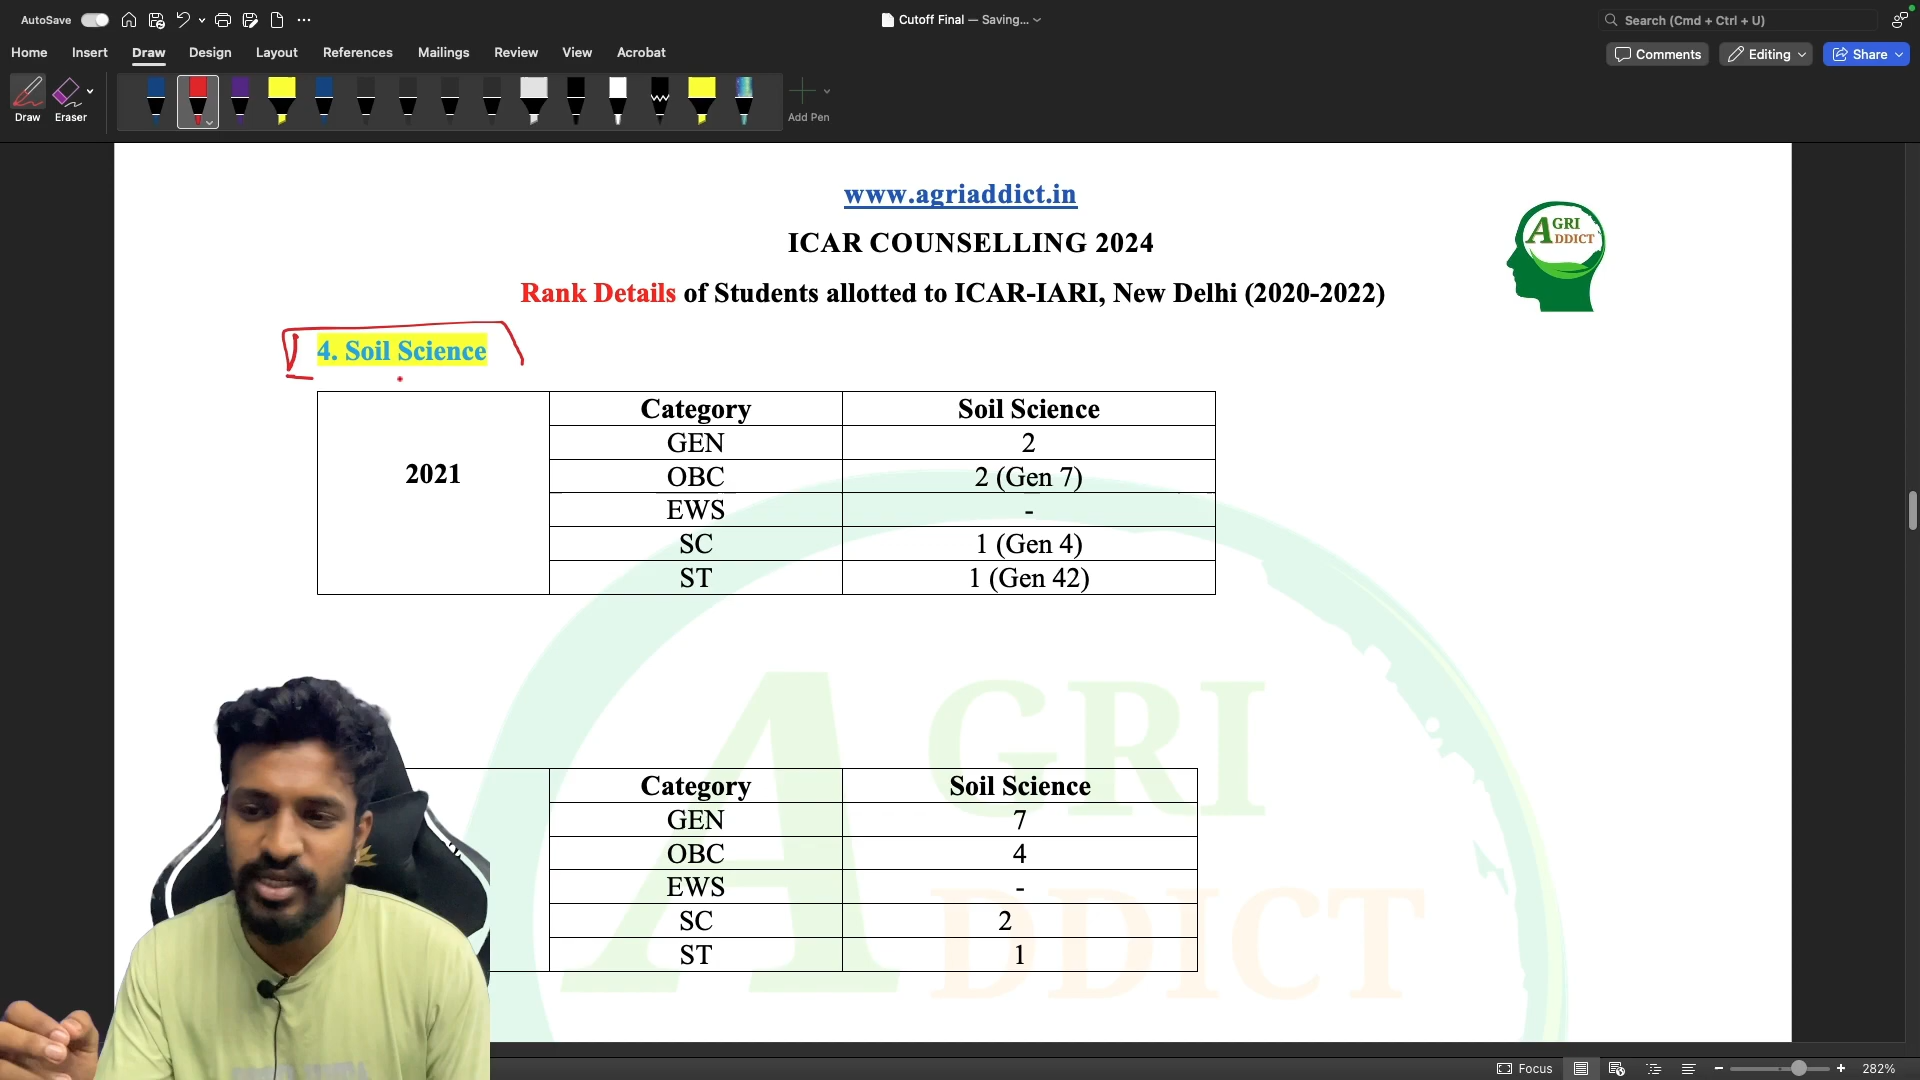 AutoSave
Cutoff Final — Saving...
Search (Cmd + Ctrl + U)
Home Insert Draw Design Layout References Mailings Review View Acrobat
Comments Editing Share
Draw Eraser Add Pen
www.agriaddict.in
ICAR COUNSELLING 2024
AGRI
ADDICT
Rank Details of Students allotted to ICAR-IARI, New Delhi (2020-2022)
4. Soil Science
2021
Category Soil Science
GEN 2
OBC 2 (Gen 7)
EWS -
SC 1 (Gen 4)
ST 1 (Gen 42)
AGRI
ADDICT
Category Soil Science
GEN 7
OBC 4
EWS -
SC 2
ST 1
Focus 282%